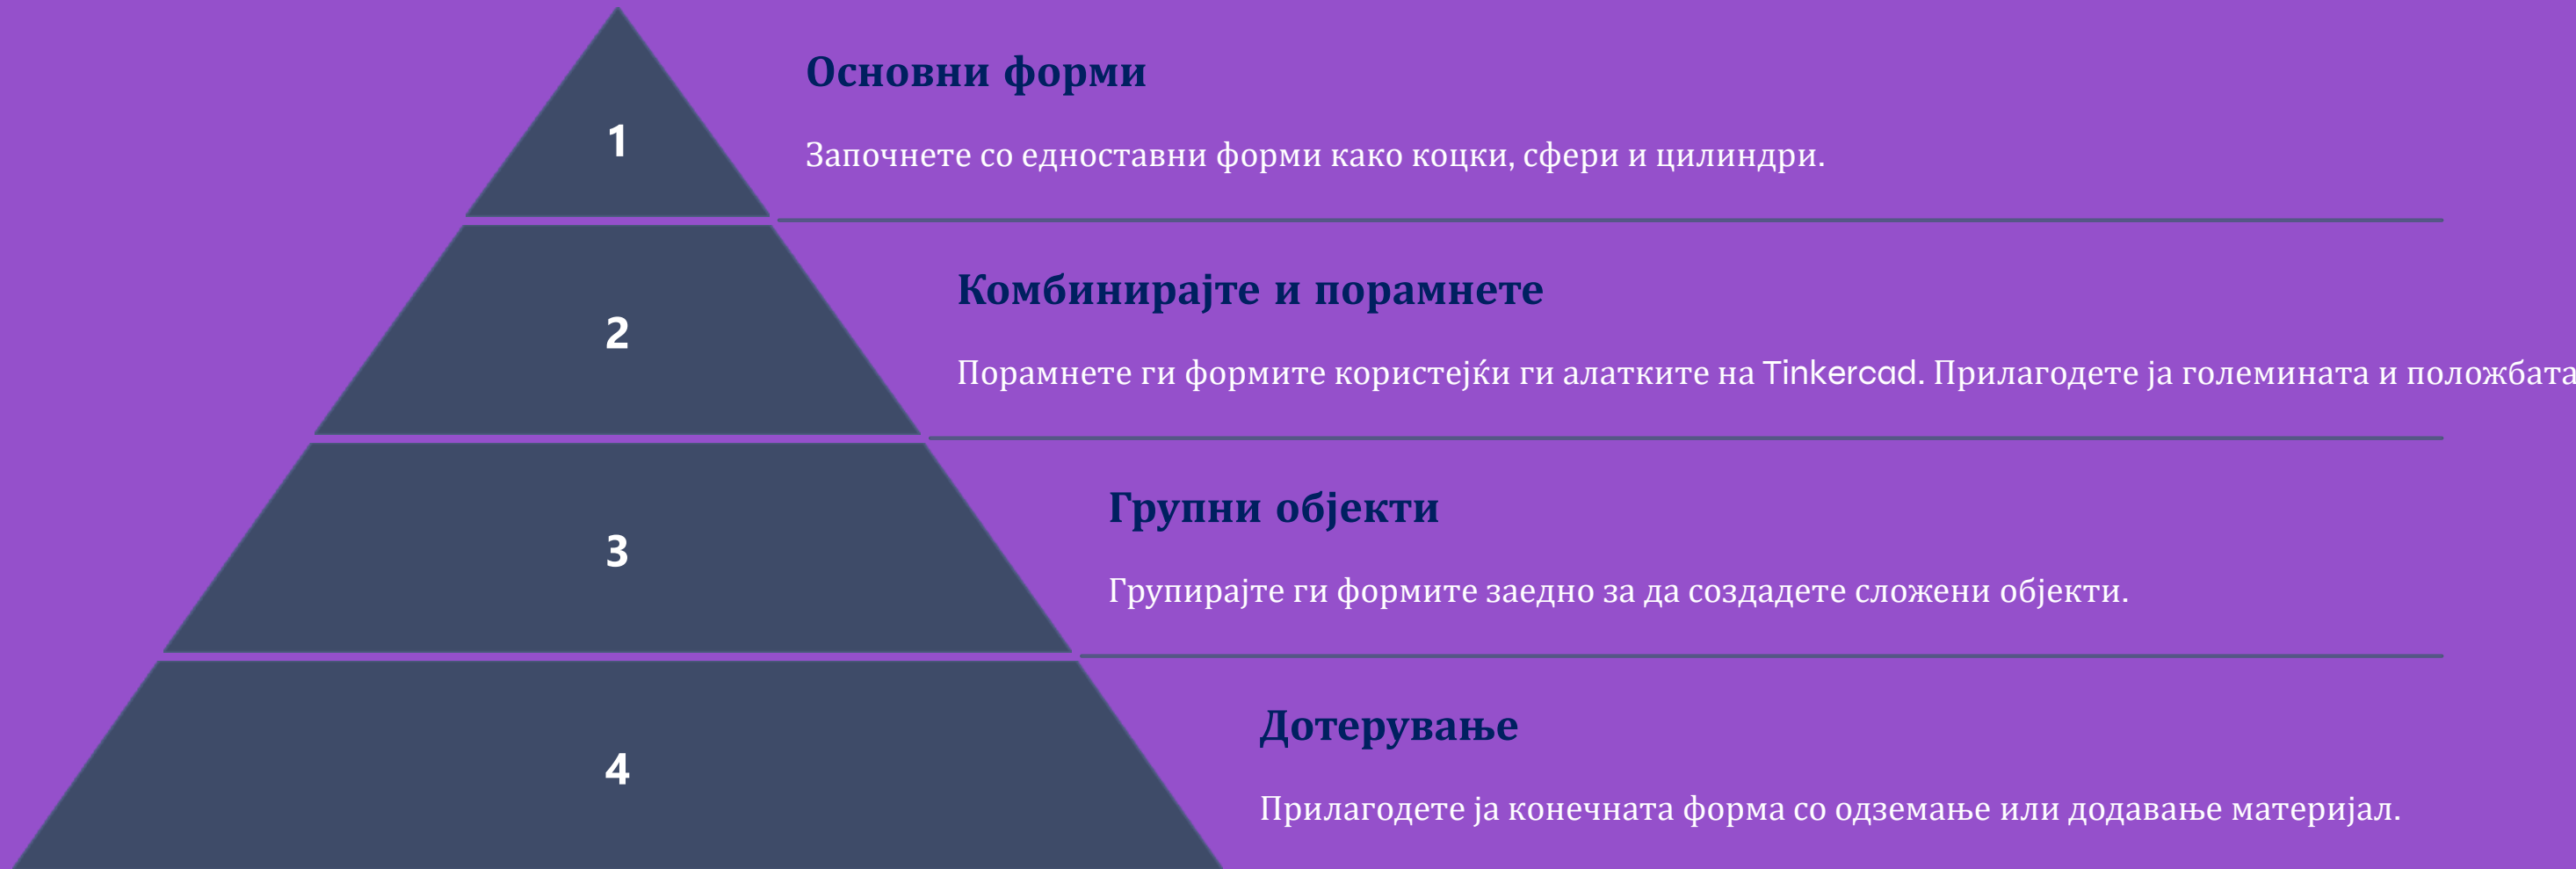 1
Основни форми
Започнете со едноставни форми како коцки, сфери и цилиндри.
2
Комбинирајте и порамнете
Порамнете ги формите користејќи ги алатките на Tinkercad. Прилагодете ја големината и положбата
3
Групни објекти
Групирајте ги формите заедно за да создадете сложени објекти.
4
Дотерување
Прилагодете ја конечната форма со одземање или додавање материјал.